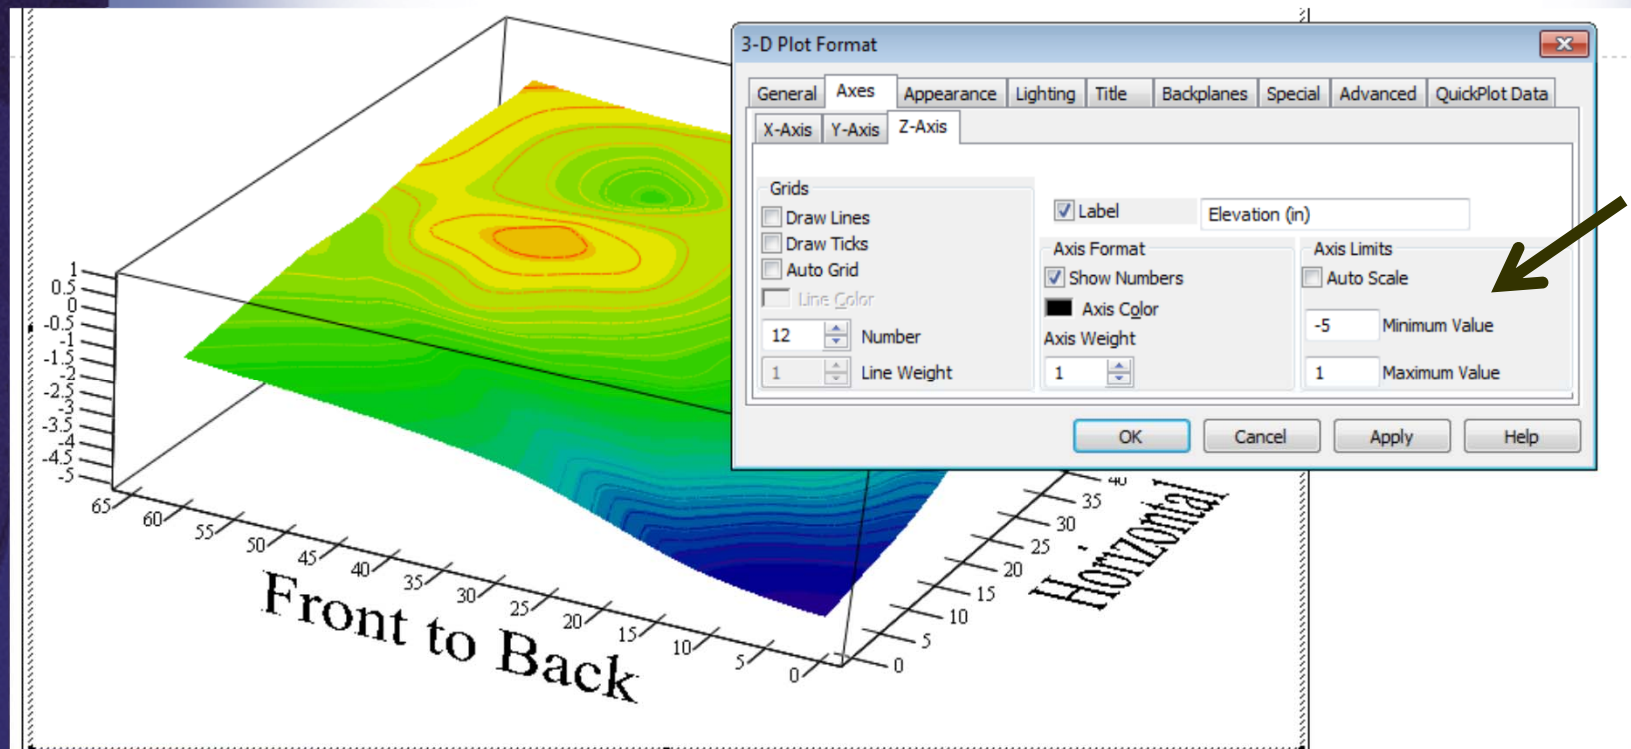 3-D Plot Format
General Axes Appearance Lighting Title Backplanes Special Advanced QuickPlot Data
X-Axis Y-Axis Z-Axis
Grids
Draw Lines
Draw Ticks
Auto Grid
Line Color
12 Number
1 Line Weight
Label Elevation (in)
Axis Format
Show Numbers
Axis Color
Axis Weight
1
Axis Limits
Auto Scale
-5 Minimum Value
1 Maximum Value
OK Cancel Apply Help
1
0.5
0
-0.5
-1
-1.5
-2
-2.5
-3
-3.5
-4
-4.5
-5
65 60 55 50 45 40 35 30 25 20 15 10 5 0
Front to Back
40
35
30
25
20
15
10
5
0
Horizontal